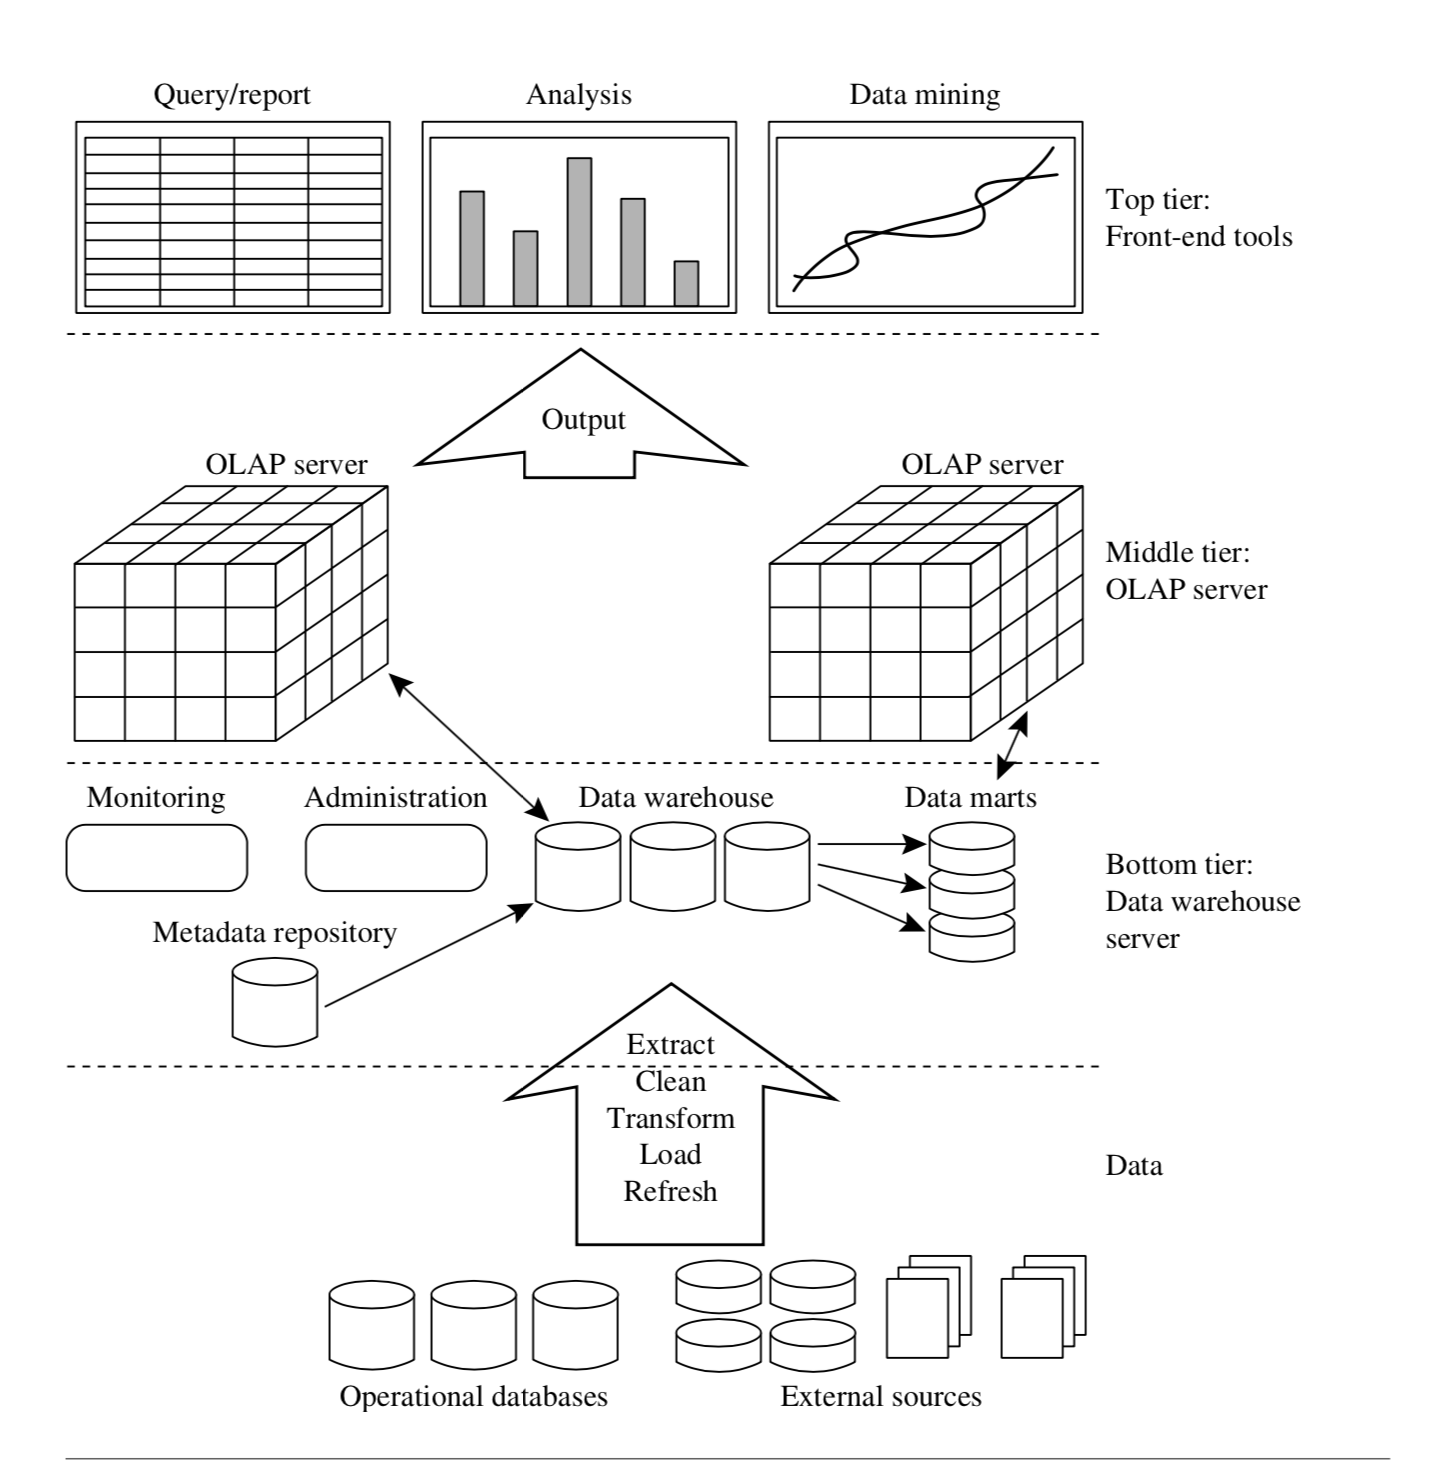 Query/report
Analysis
Data mining
Top tier:
Front-end tools
Output
OLAP server
OLAP server
Middle tier:
OLAP server
Monitoring
Administration
Data warehouse
Data marts
Bottom tier:
Data warehouse
server
Metadata repository
Extract
Clean
Transform
Load
Refresh
Data
Operational databases
External sources